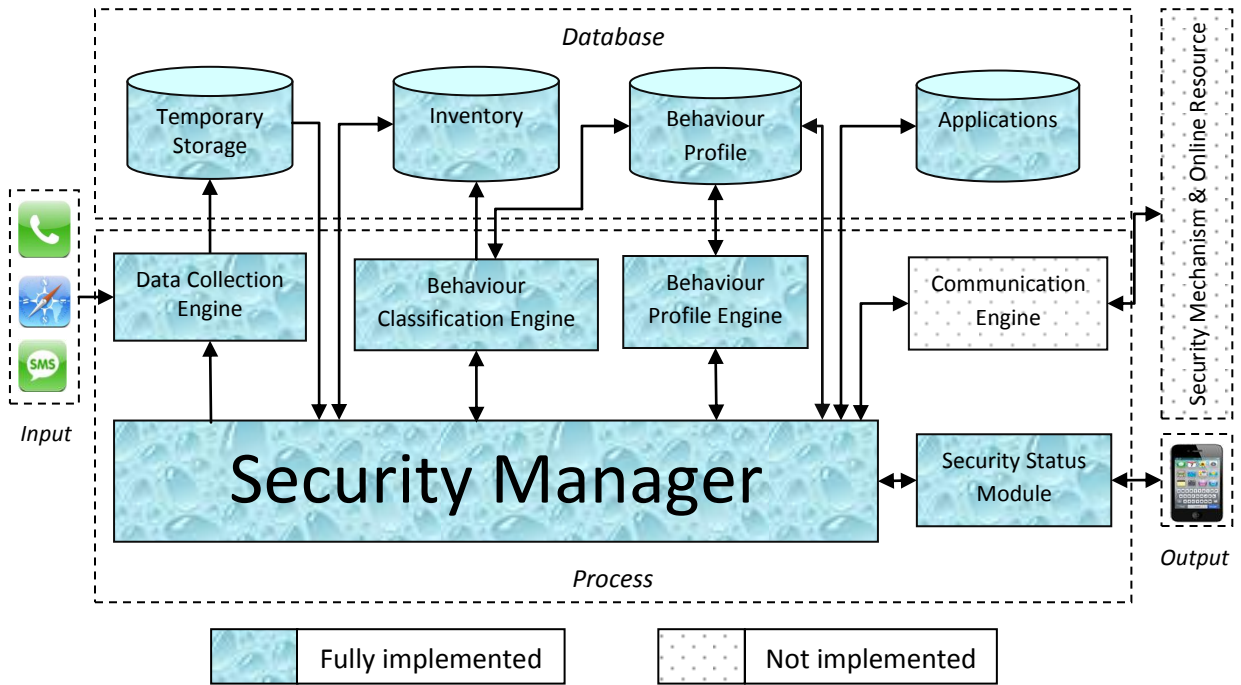 Database
Temporary
Storage
Inventory
Behaviour
Profile
Applications
Security Mechanism & Online Resource
SMS
Input
Data Collection
Engine
Behaviour
Classification Engine
Behaviour
Profile Engine
Communication
Engine
Security Manager
Security Status
Module
Output
Process
Fully implemented
Not implemented